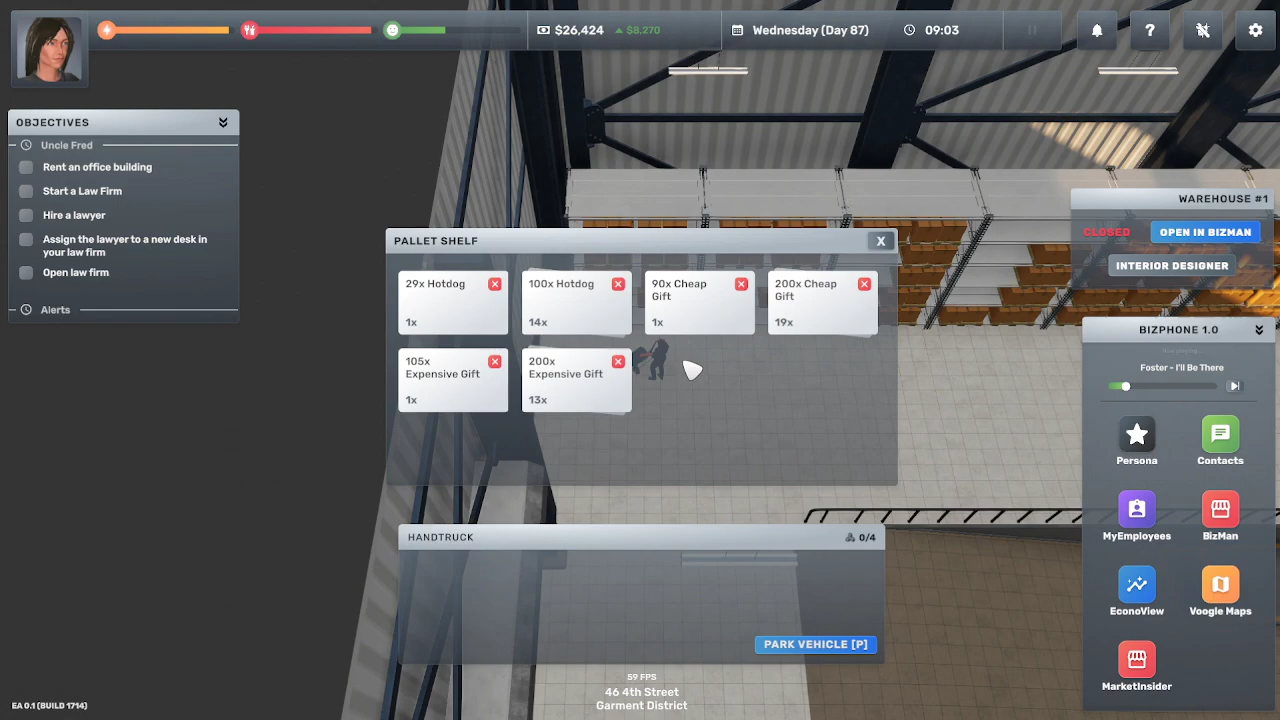 $26,424
$8,270
Wednesday (Day 87)
09:03
?
OBJECTIVES
Uncle Fred
Rent an office building
Start a Law Firm
Hire a lawyer
Assign the lawyer to a new desk in
your law firm
Open law firm
Alerts
PALLET SHELF
X
29x Hotdog
1x
100x Hotdog
14x
90x Cheap
Gift
1x
200x Cheap
Gift
19x
105x
Expensive Gift
1x
200x
Expensive Gift
13x
HANDTRUCK
0/4
PARK VEHICLE [P]
59 FPS
46 4th Street
Garment District
WAREHOUSE #1
CLOSED
OPEN IN BIZMAN
INTERIOR DESIGNER
BIZPHONE 1.0
Foster - I'll Be There
Persona
Contacts
MyEmployees
BizMan
EconoView
Voogle Maps
MarketInsider
EA 0.1 (BUILD 1714)